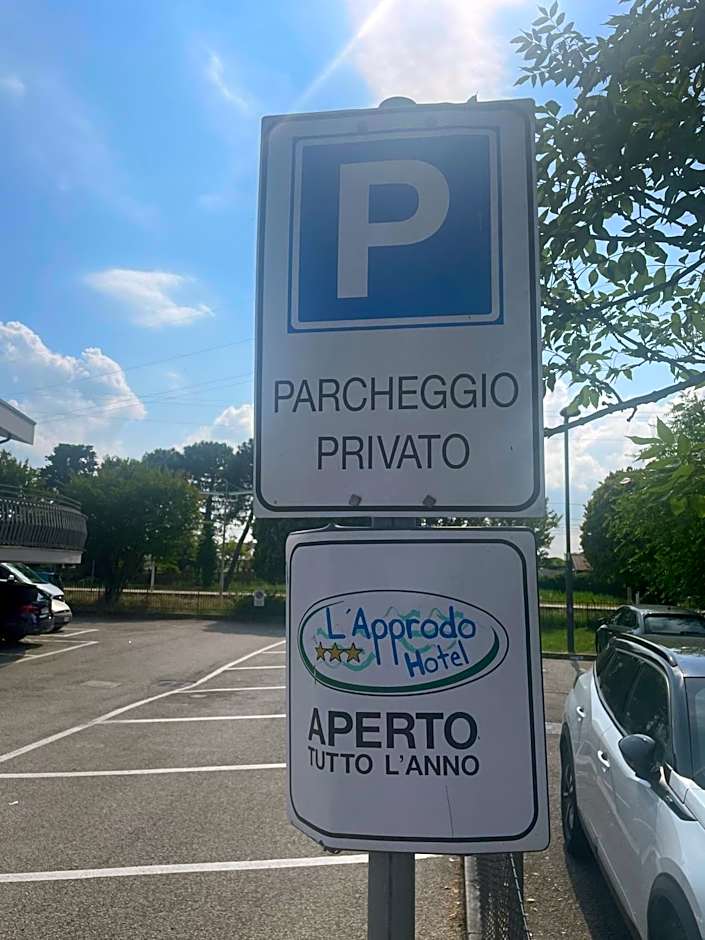 P
PARCHEGGIO
PRIVATO
L'Approdo
Hotel
APERTO
TUTTO L'ANNO